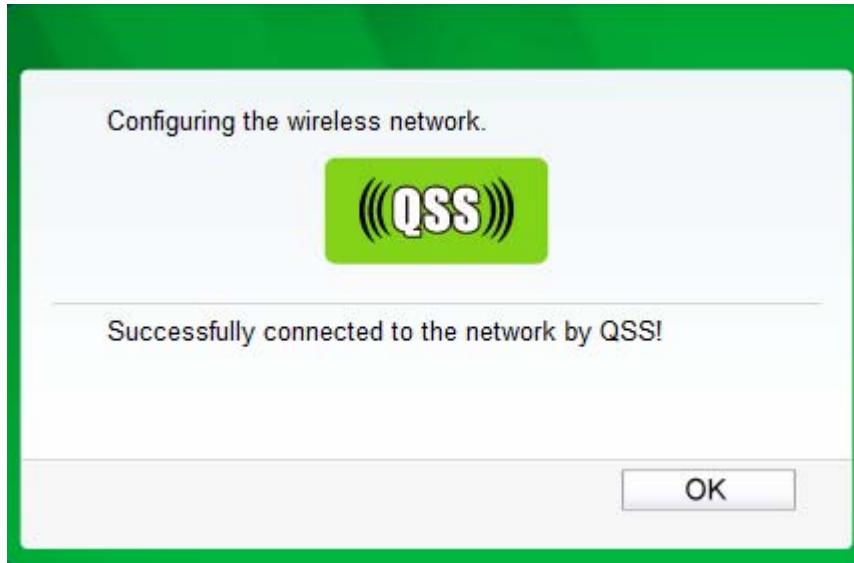 Configuring the wireless network.
(((QSS)))
Successfully connected to the network by QSS!
OK